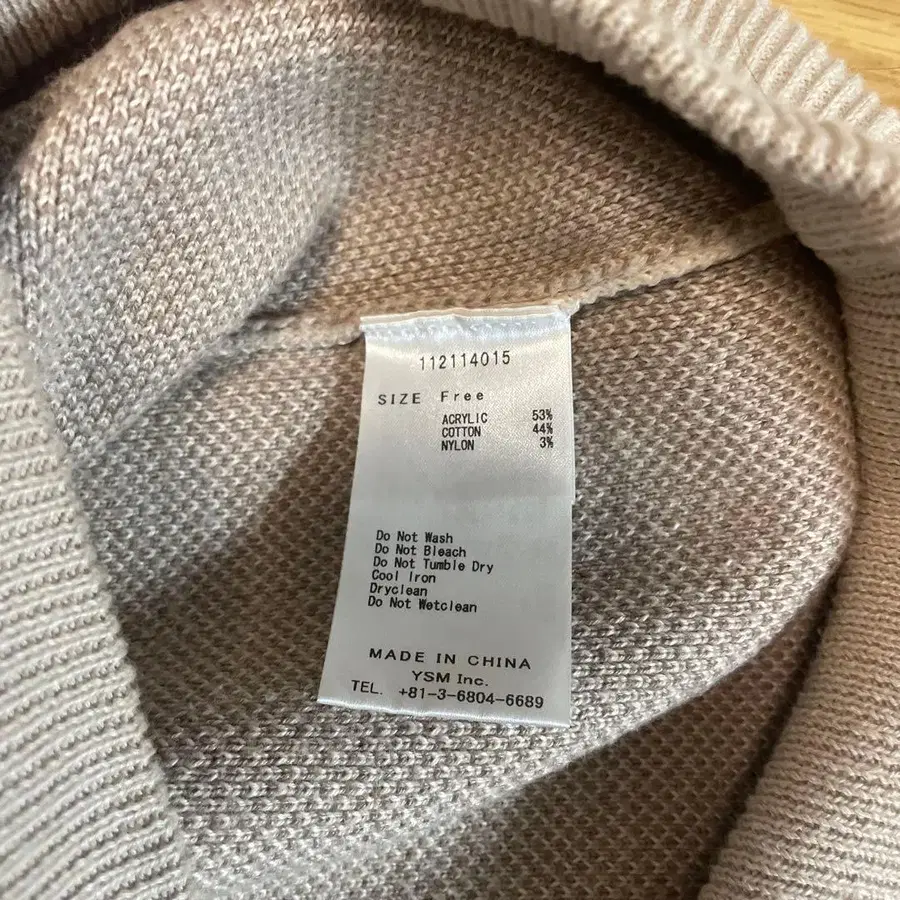 112114015
SIZE Free
ACRYLIC 53%
COTTON 44%
NYLON 3%
Do Not Wash
Do Not Bleach
Do Not Tumble Dry
Cool Iron
Dryclean
Do Not Wetclean
MADE IN CHINA
YSM Inc.
TEL. +81-3-6804-6689